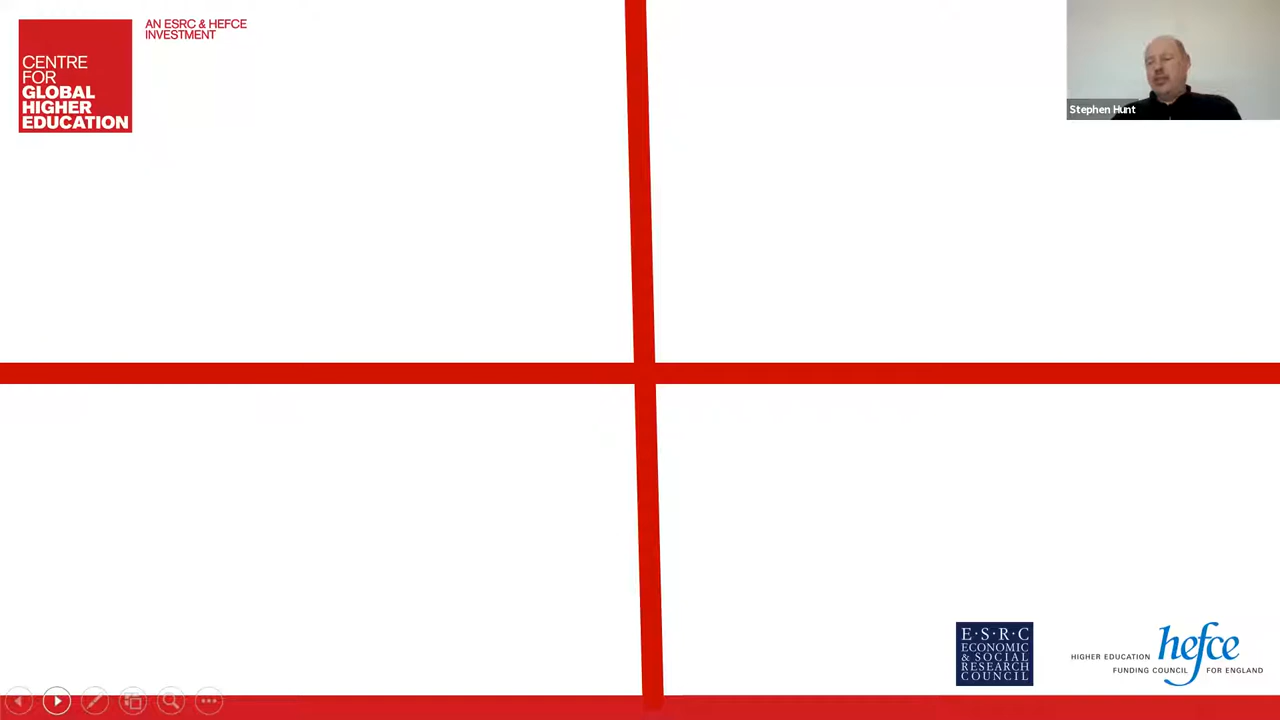 AN ESRC & HEFCE
INVESTMENT
CENTRE
FOR
GLOBAL
HIGHER
EDUCATION
Stephen Hunt
E·S·R·C
ECONOMIC
& SOCIAL
RESEARCH
COUNCIL
HIGHER EDUCATION hefce
FUNDING COUNCIL FOR ENGLAND